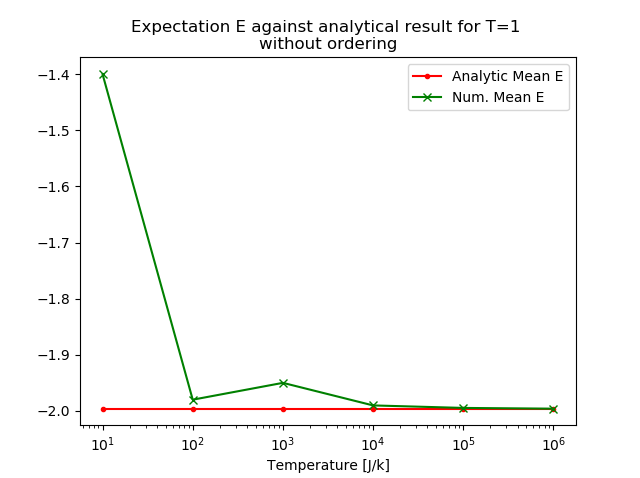 Expectation E against analytical result for T=1
without ordering
Analytic Mean E
Num. Mean E
−1.4
−1.5
−1.6
−1.7
−1.8
−1.9
−2.0
10¹ 10² 10³ 10⁴ 10⁵ 10⁶
Temperature [J/k]